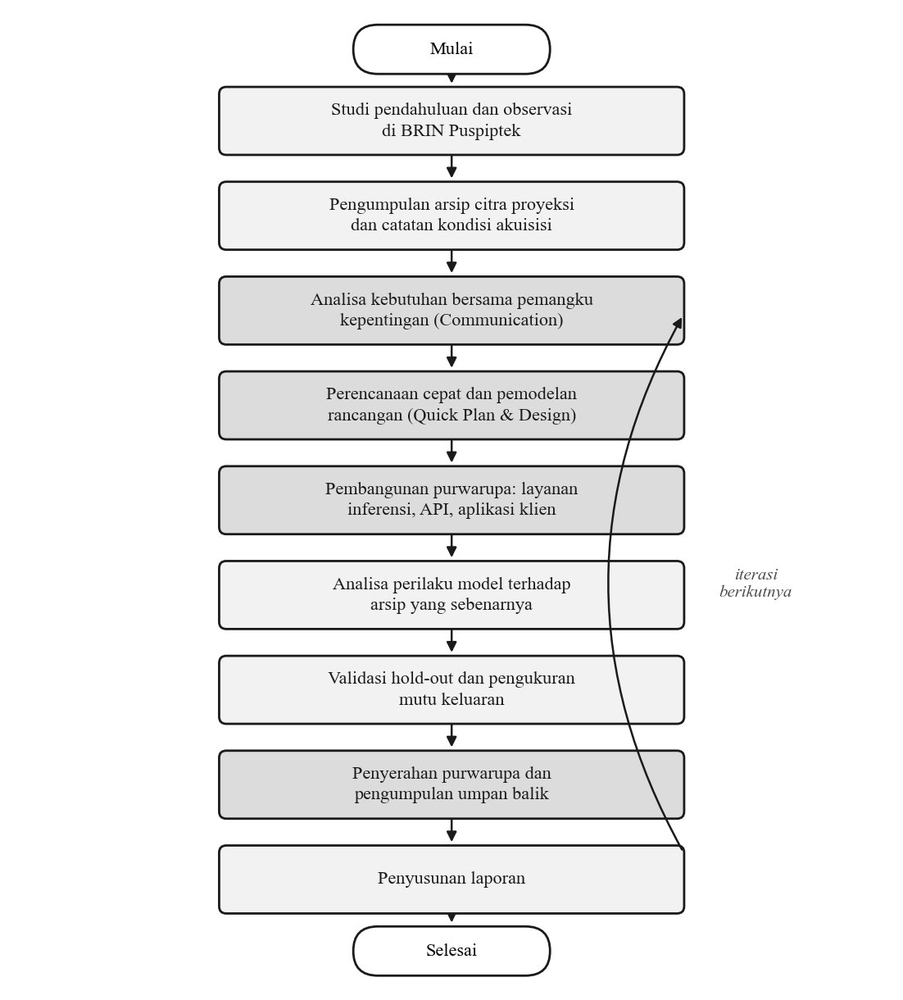 Mulai
Studi pendahuluan dan observasi
di BRIN Puspiptek
Pengumpulan arsip citra proyeksi
dan catatan kondisi akuisisi
Analisa kebutuhan bersama pemangku
kepentingan (Communication)
Perencanaan cepat dan pemodelan
rancangan (Quick Plan & Design)
Pembangunan purwarupa: layanan
inferensi, API, aplikasi klien
Analisa perilaku model terhadap
arsip yang sebenarnya
iterasi
berikutnya
Validasi hold-out dan pengukuran
mutu keluaran
Penyerahan purwarupa dan
pengumpulan umpan balik
Penyusunan laporan
Selesai